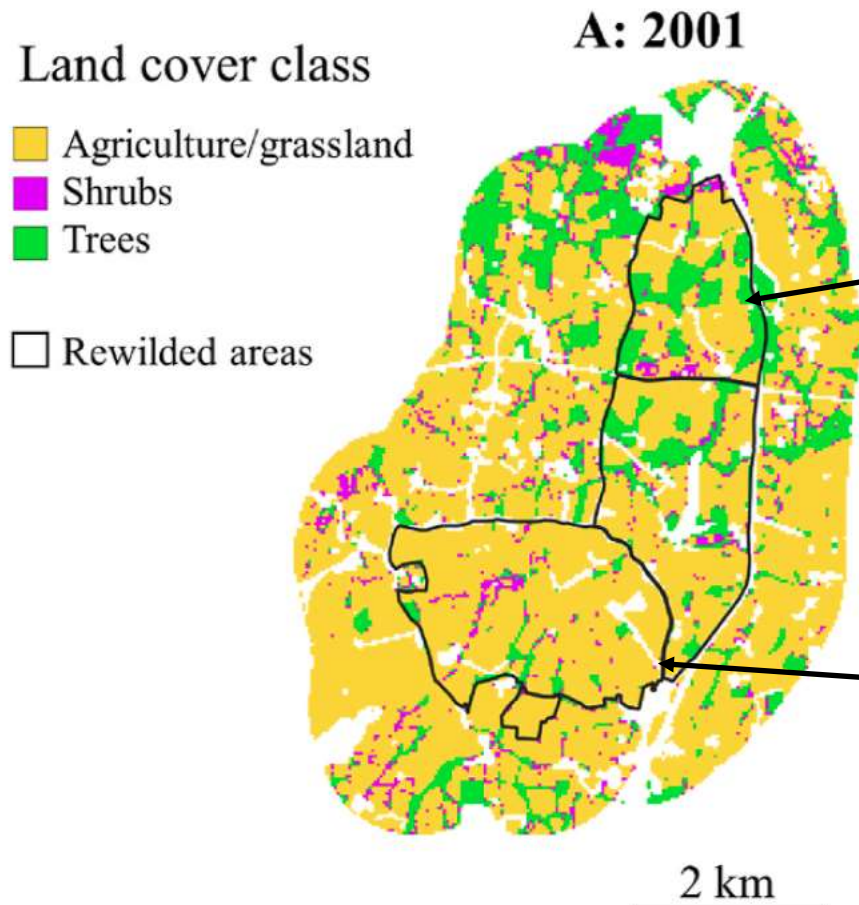 A: 2001
Land cover class
Agriculture/grassland
Shrubs
Trees
Rewilded areas
2 km